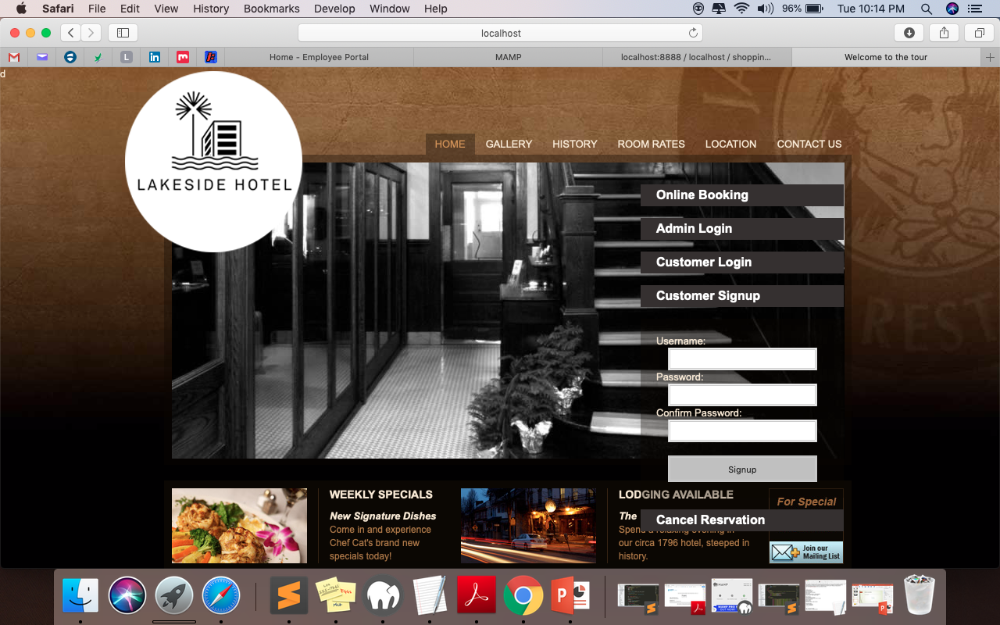 Safari File Edit View History Bookmarks Develop Window Help 96% Tue 10:14 PM
localhost
L in
Home - Employee Portal MAMP localhost:8888 / localhost / shoppin... Welcome to the tour
d
LAKESIDE HOTEL
HOME GALLERY HISTORY ROOM RATES LOCATION CONTACT US
REST
Online Booking
Admin Login
Customer Login
Customer Signup
Username:
Password:
Confirm Password:
Signup
WEEKLY SPECIALS
New Signature Dishes
Come in and experience
Chef Cat's brand new
specials today!
LODGING AVAILABLE
The
Cancel Resrvation
Spend a relaxing evening in
our circa 1796 hotel, steeped in
history.
For Special
Join our
Mailing List